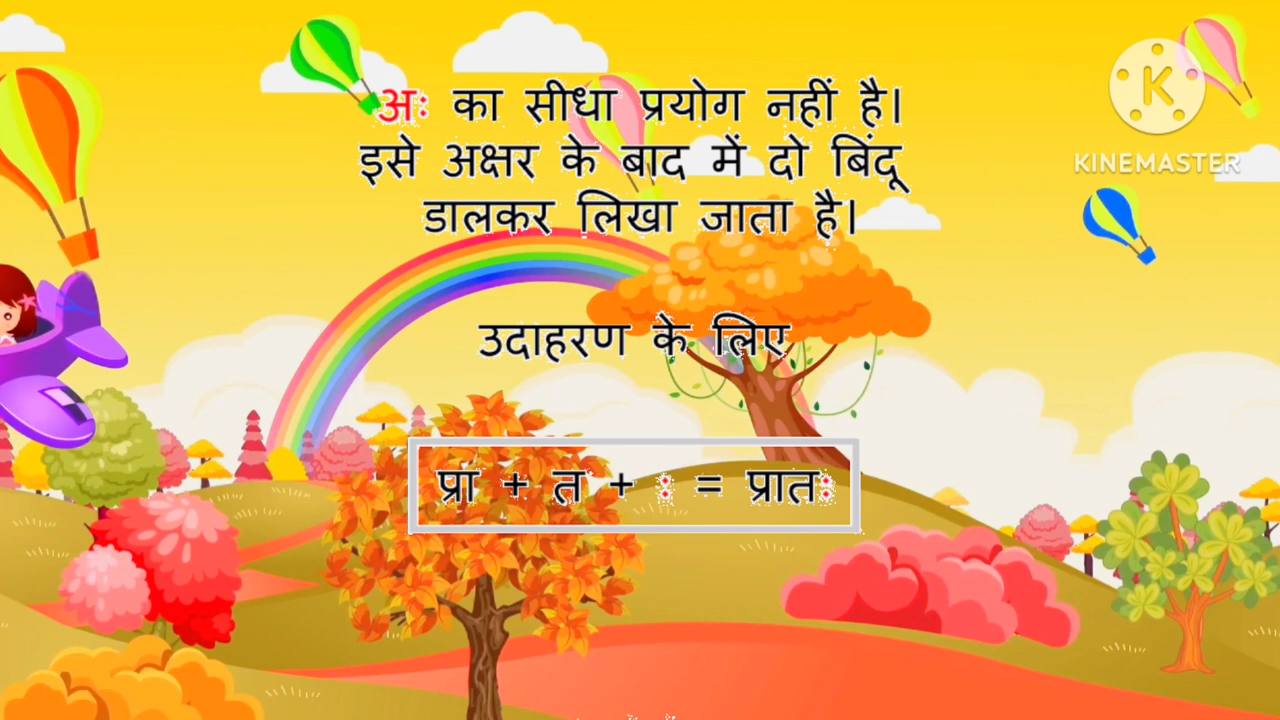 अः का सीधा प्रयोग नहीं है।
इसे अक्षर के बाद में दो बिंदू
डालकर लिखा जाता है।
उदाहरण के लिए
प्रा + त + ः = प्रातः
K
KINEMASTER